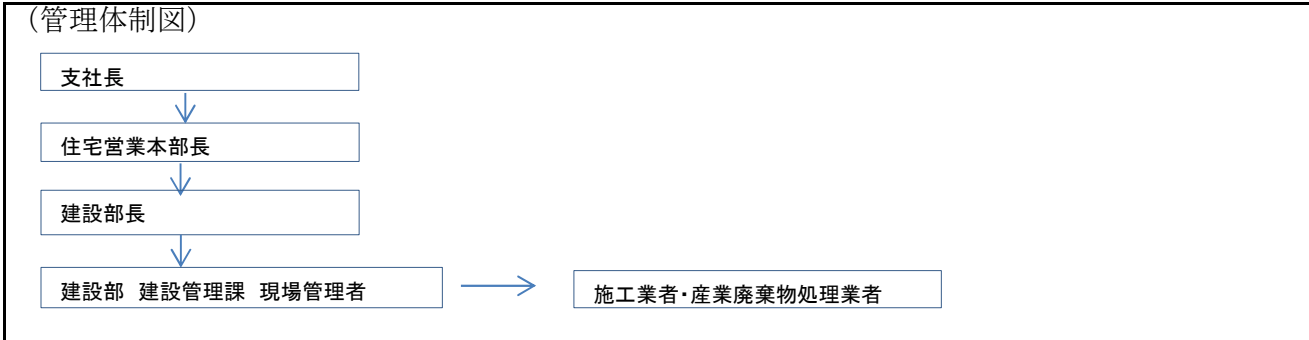 （管理体制図）
支社長
住宅営業本部長
建設部長
建設部　建設管理課　現場管理者
施工業者・産業廃棄物処理業者